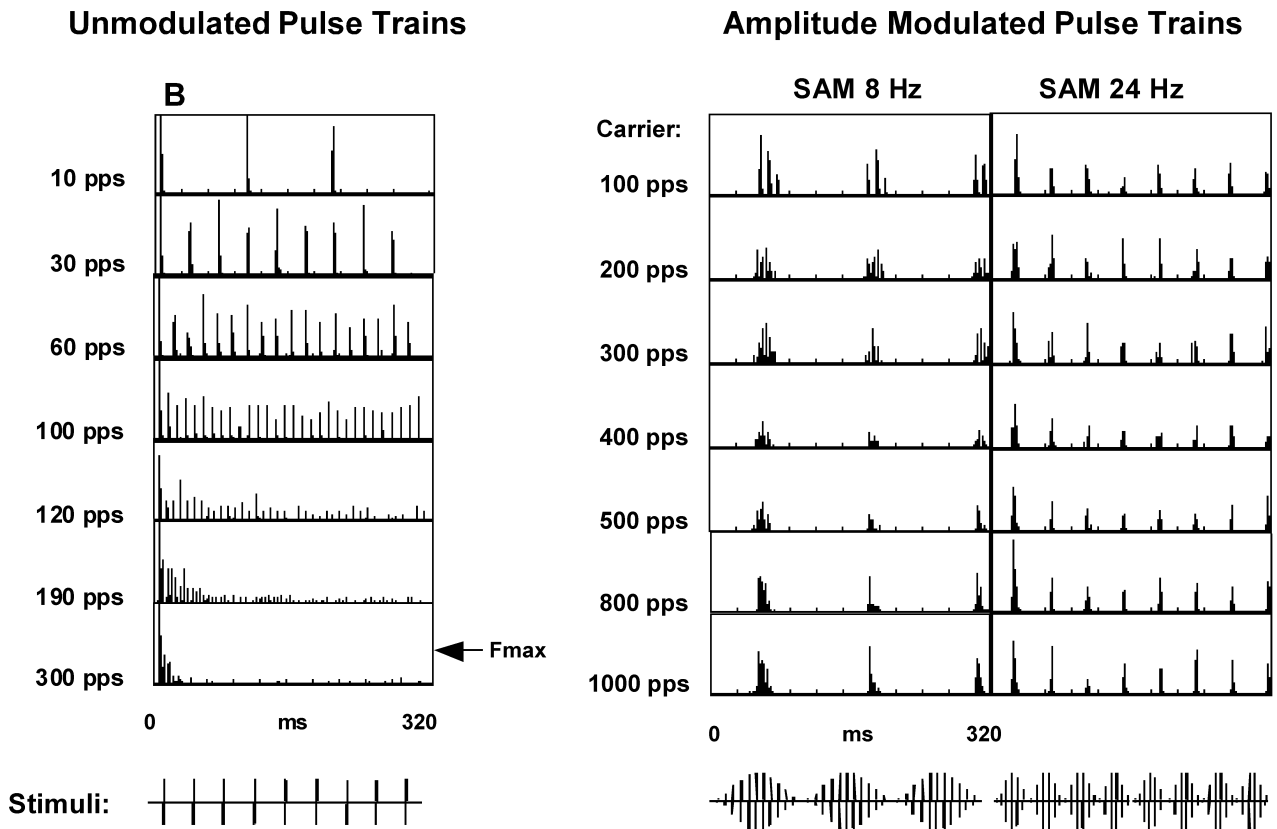 Unmodulated Pulse Trains
Amplitude Modulated Pulse Trains
B
10 pps
30 pps
60 pps
100 pps
120 pps
190 pps
300 pps
Fmax
0 ms 320
Stimuli:
SAM 8 Hz SAM 24 Hz
Carrier:
100 pps
200 pps
300 pps
400 pps
500 pps
800 pps
1000 pps
0 ms 320